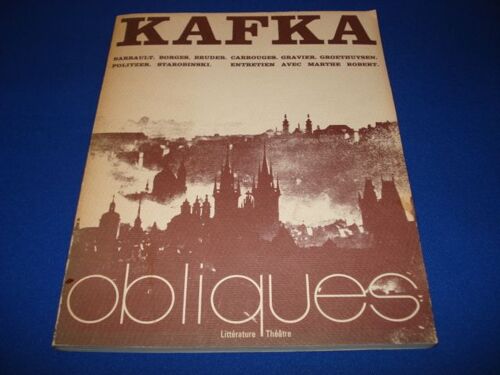 KAFKA
BARRAULT. BORGES. BRUDER. CARROUGES. GRAVIER. GROETHUYSEN.
POLITZER. STAROBINSKI. ENTRETIEN AVEC MARTHE ROBERT.
obliques
Littérature Théâtre